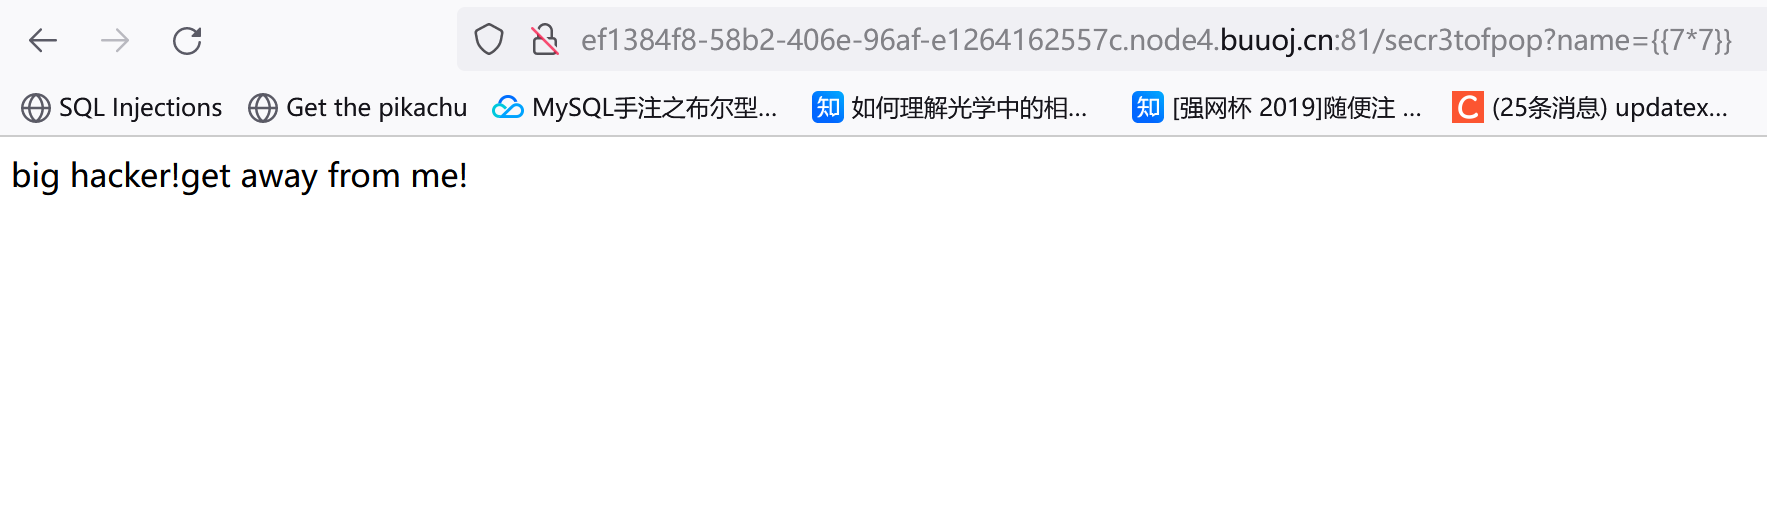 ef1384f8-58b2-406e-96af-e1264162557c.node4.buuoj.cn:81/secr3tofpop?name={{7*7}}
SQL Injections Get the pikachu MySQL手注之布尔型... 知 如何理解光学中的相... 知 [强网杯 2019]随便注 ... C (25条消息) updatex...
big hacker!get away from me!